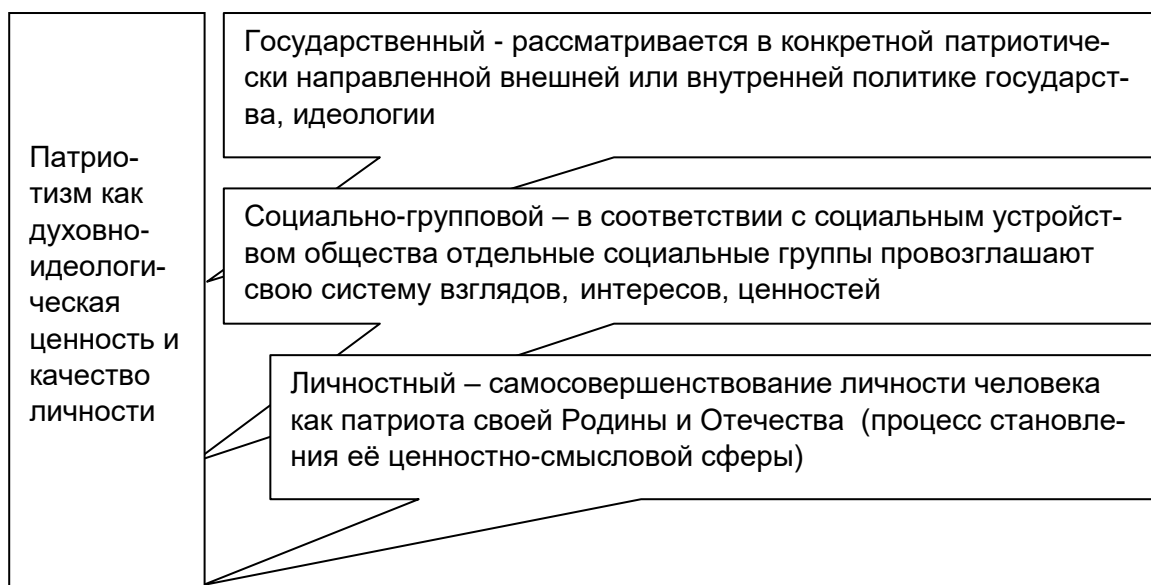 Патрио-
тизм как
духовно-
идеологи-
ческая
ценность и
качество
личности
Государственный - рассматривается в конкретной патриотиче-
ски направленной внешней или внутренней политике государст-
ва, идеологии
Социально-групповой – в соответствии с социальным устройст-
вом общества отдельные социальные группы провозглашают
свою систему взглядов, интересов, ценностей
Личностный – самосовершенствование личности человека
как патриота своей Родины и Отечества (процесс становле-
ния её ценностно-смысловой сферы)